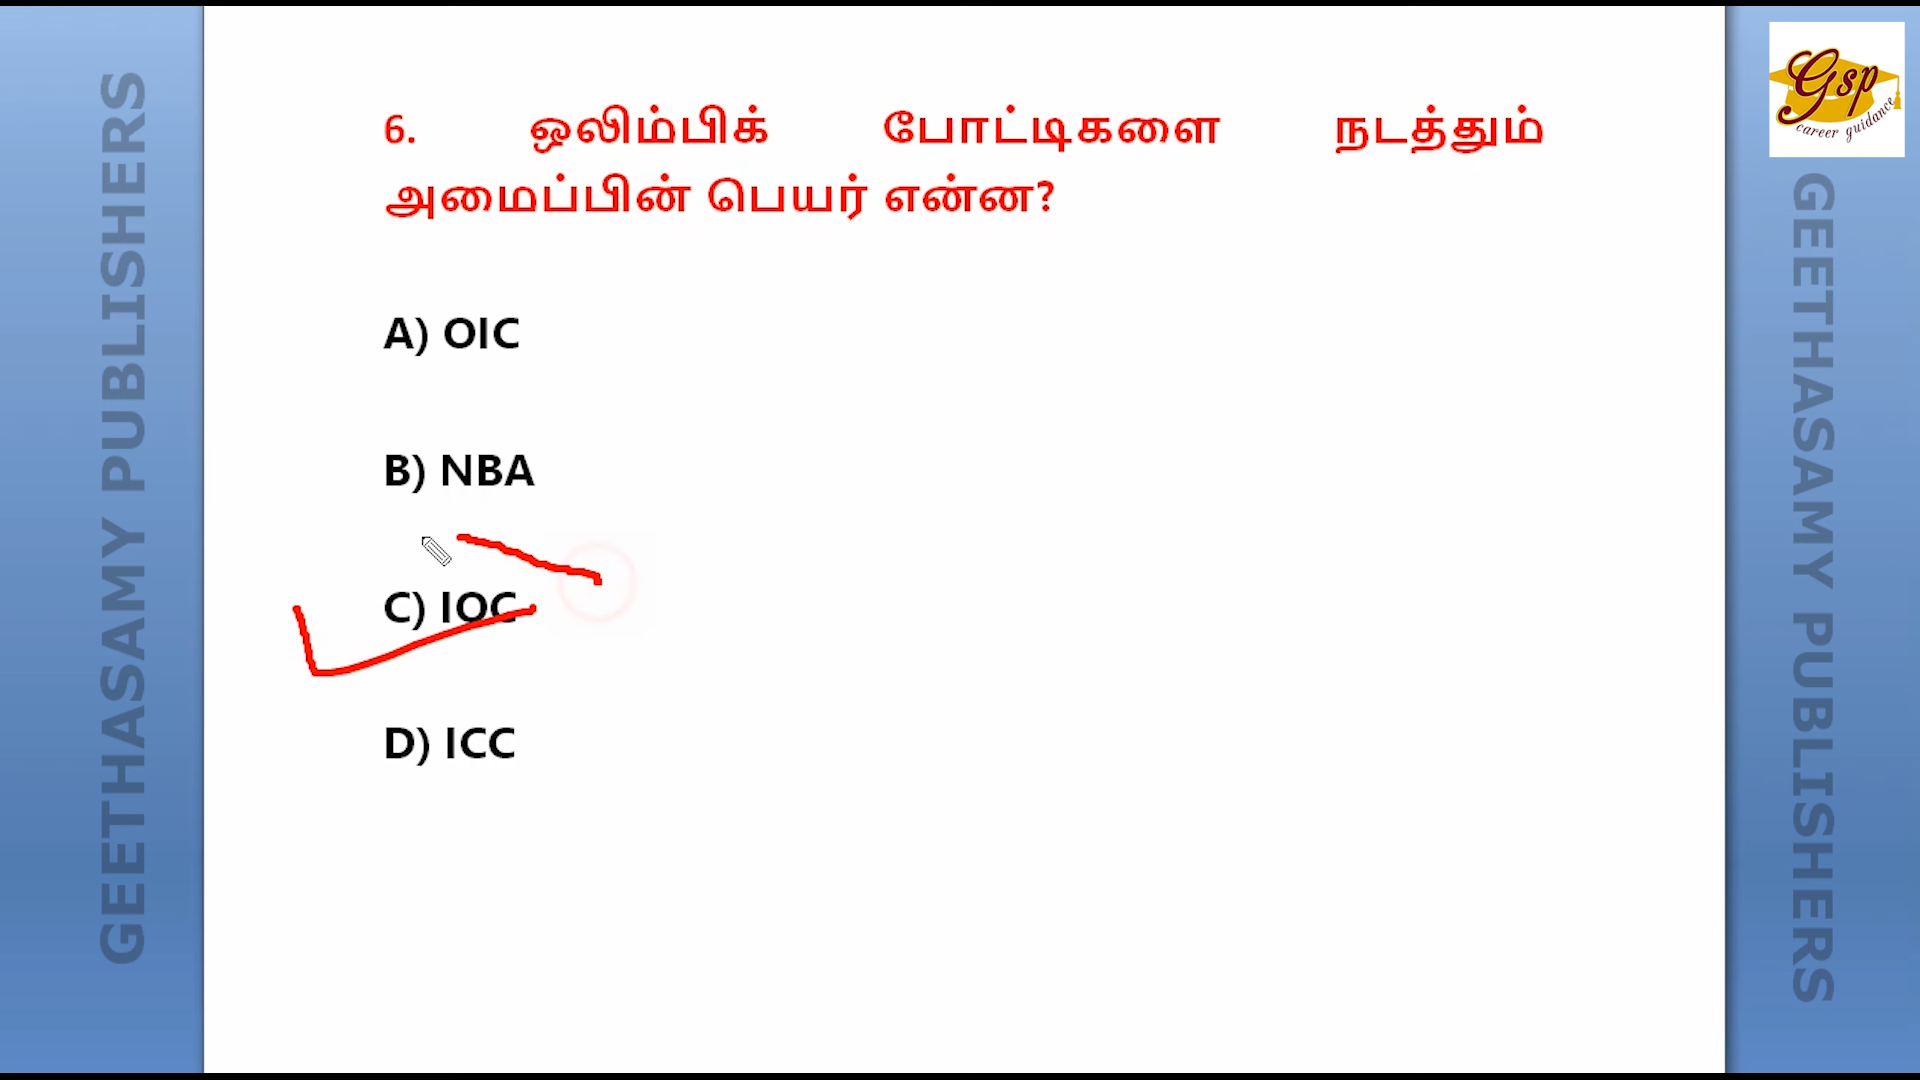 GEETHASAMY PUBLISHERS
6. ஒலிம்பிக் போட்டிகளை நடத்தும்
அமைப்பின் பெயர் என்ன?
A) OIC
B) NBA
C) IOC
D) ICC
Gsp
career guidance
GEETHASAMY PUBLISHERS